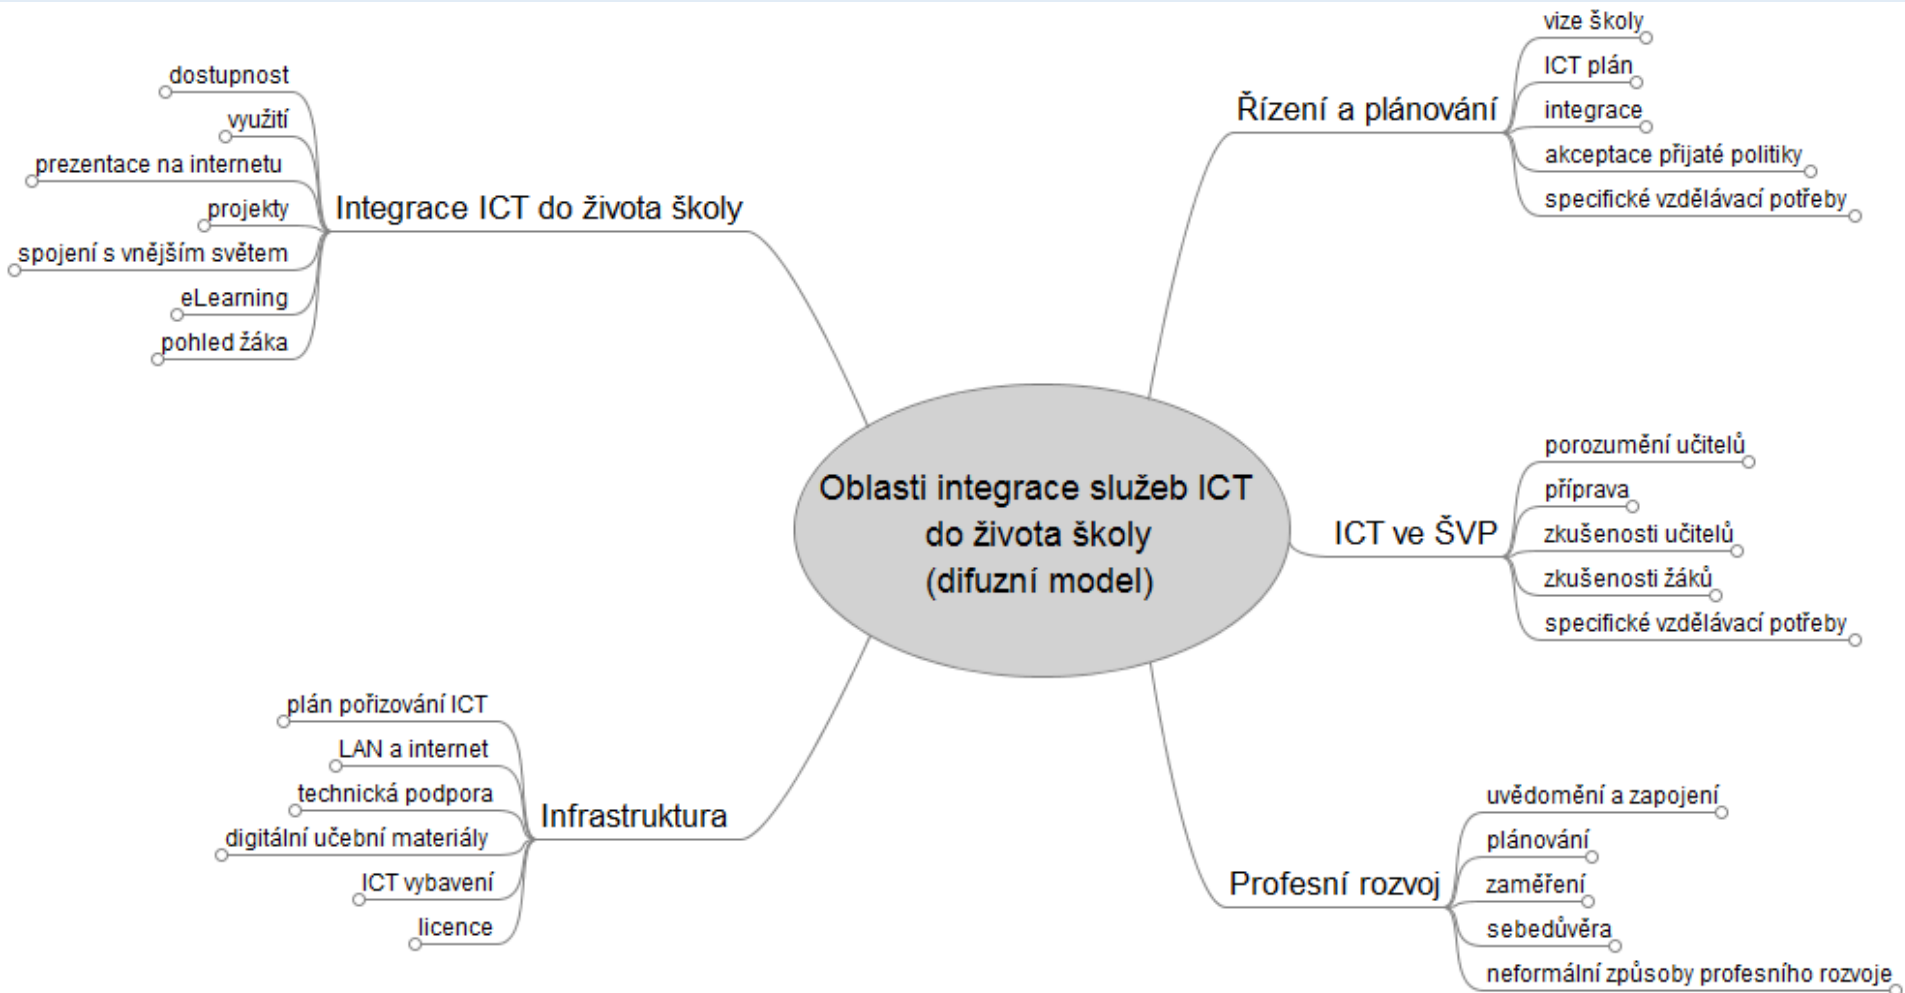 Oblasti integrace služeb ICT
do života školy
(difuzní model)
Řízení a plánování
vize školy
ICT plán
integrace
akceptace přijaté politiky
specifické vzdělávací potřeby
ICT ve ŠVP
porozumění učitelů
příprava
zkušenosti učitelů
zkušenosti žáků
specifické vzdělávací potřeby
Profesní rozvoj
uvědomění a zapojení
plánování
zaměření
sebedůvěra
neformální způsoby profesního rozvoje
Integrace ICT do života školy
dostupnost
využití
prezentace na internetu
projekty
spojení s vnějším světem
eLearning
pohled žáka
Infrastruktura
plán pořizování ICT
LAN a internet
technická podpora
digitální učební materiály
ICT vybavení
licence